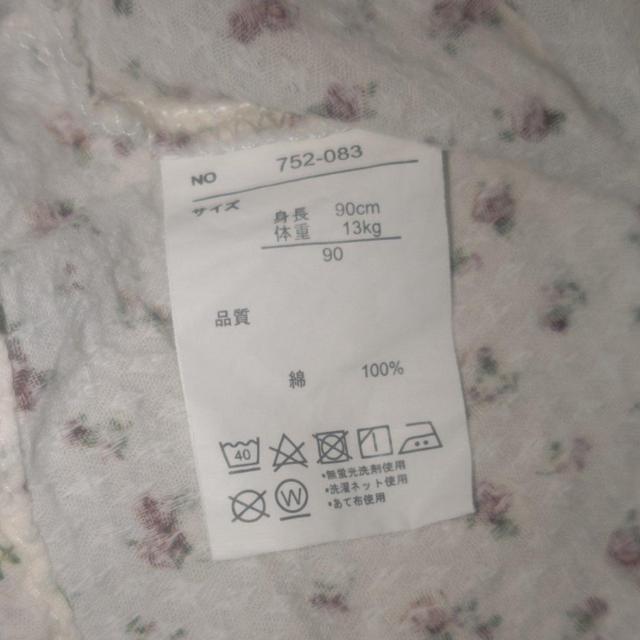 NO 752-083
サイズ
身長 90cm
体重 13kg
90
品質
綿 100%
40
W
・無蛍光洗剤使用
・洗濯ネット使用
・あて布使用